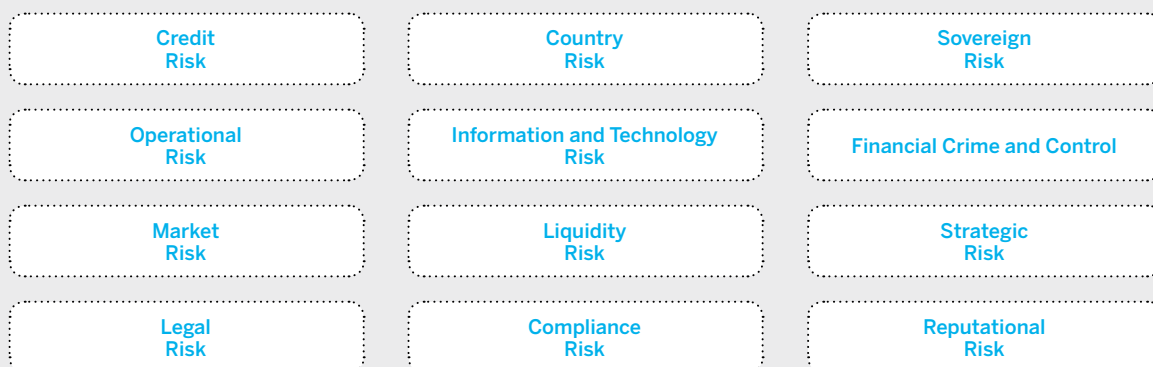 Credit
Risk
Country
Risk
Sovereign
Risk
Operational
Risk
Information and Technology
Risk
Financial Crime and Control
Market
Risk
Liquidity
Risk
Strategic
Risk
Legal
Risk
Compliance
Risk
Reputational
Risk